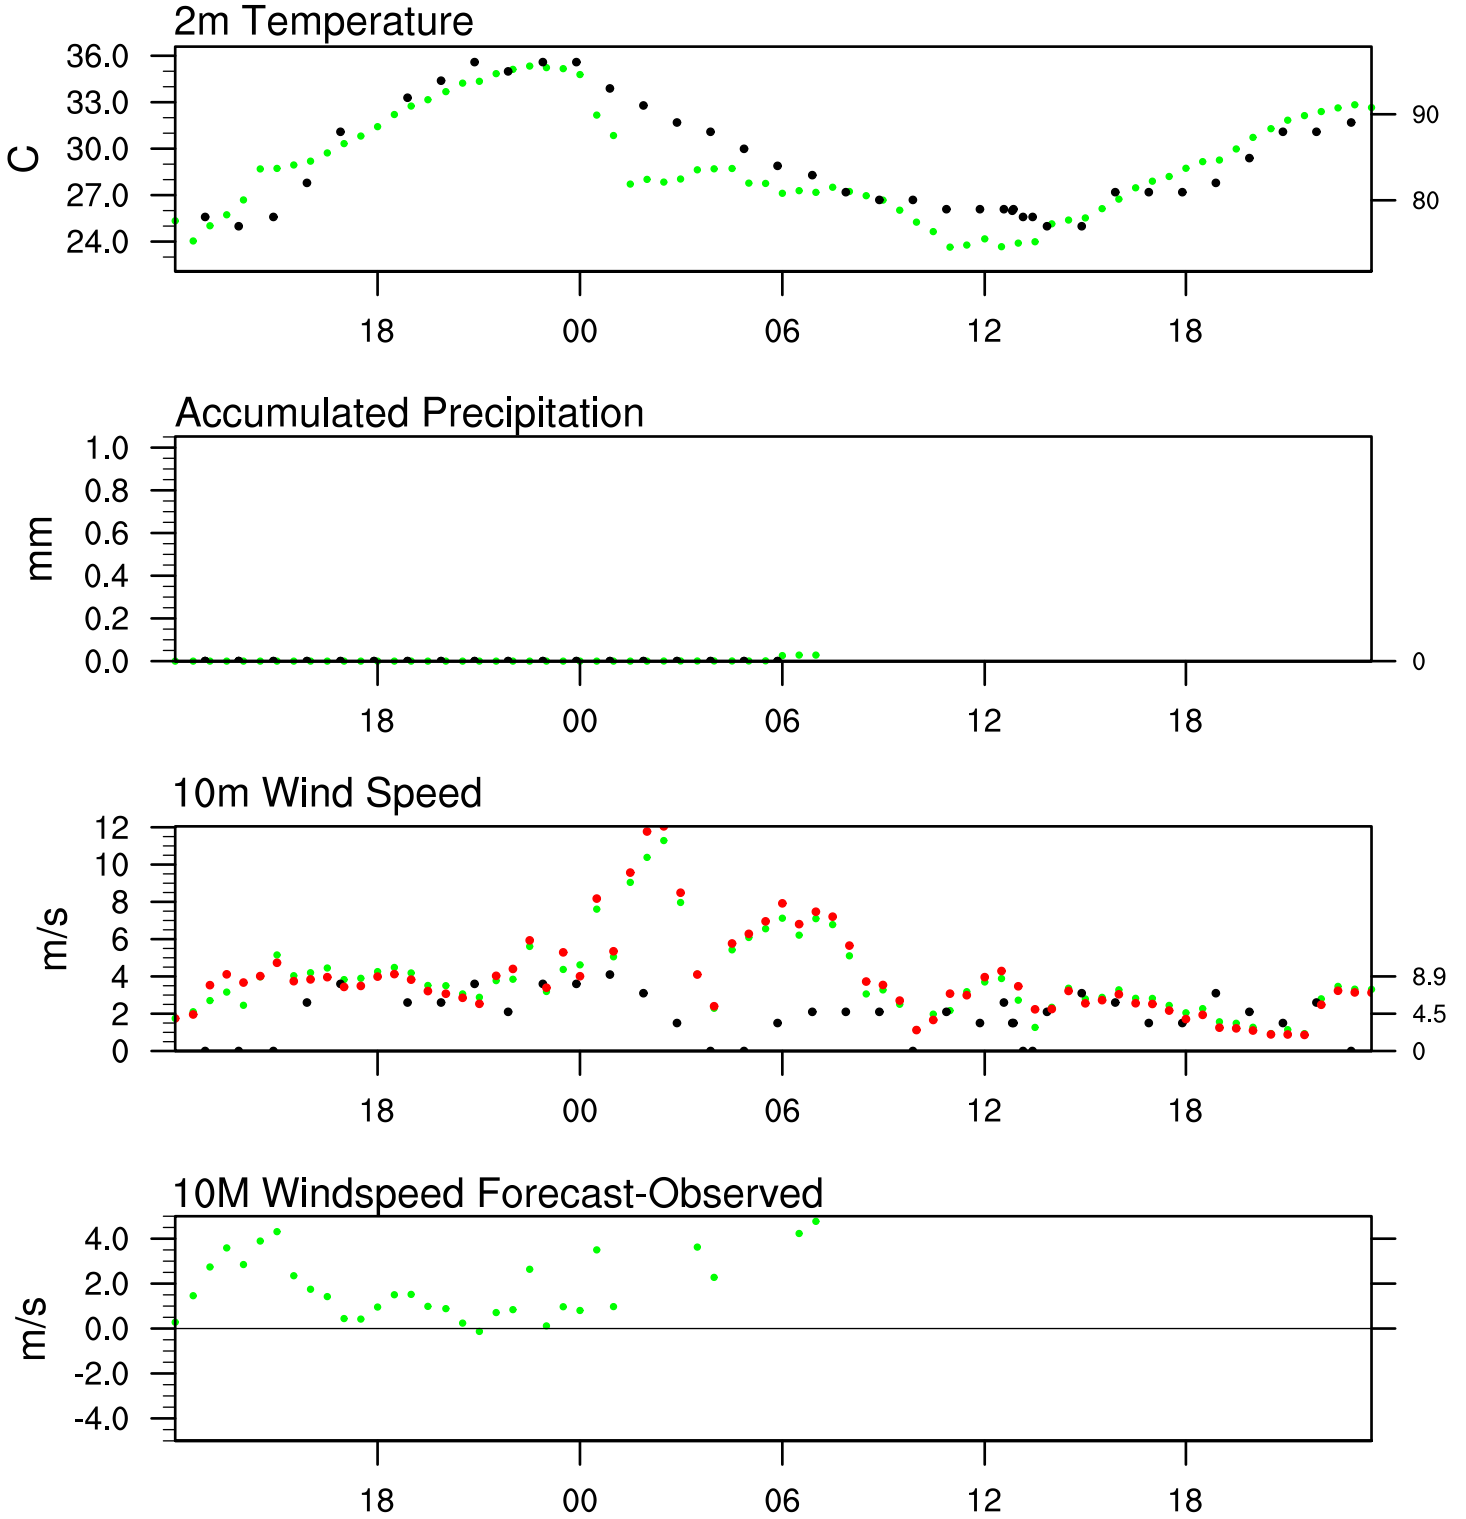 2m Temperature
36.0
33.0
30.0
27.0
24.0
C
90
80
18 00 06 12 18
Accumulated Precipitation
1.0
0.8
0.6
0.4
0.2
0.0
mm
0
18 00 06 12 18
10m Wind Speed
12
10
8
6
4
2
0
m/s
8.9
4.5
0
18 00 06 12 18
10M Windspeed Forecast-Observed
4.0
2.0
0.0
-2.0
-4.0
m/s
18 00 06 12 18